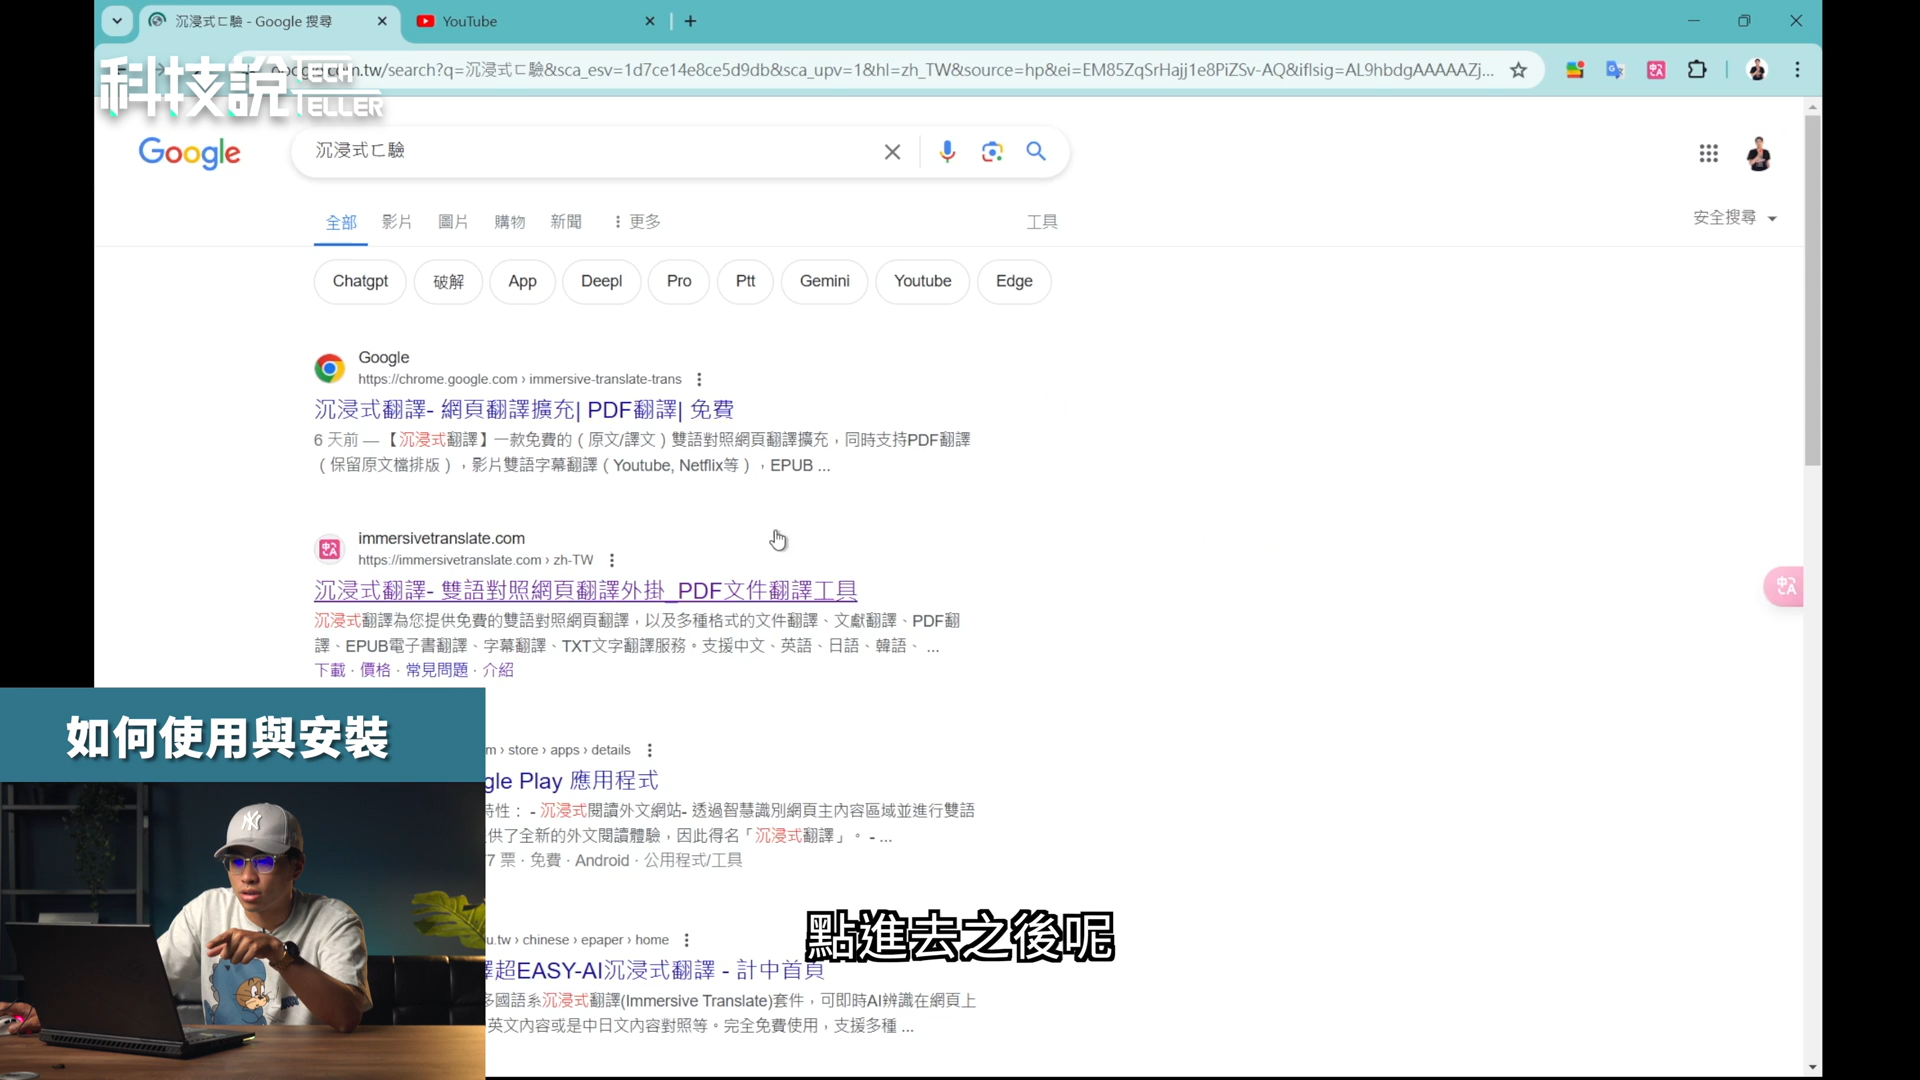 沉浸式ㄈ驗 - Google 搜尋
YouTube
科技說 TECH TELLER
google.com.tw/search?q=沉浸式ㄈ驗&sca_esv=1d7ce14e8ce5d9db&sca_upv=1&hl=zh_TW&source=hp&ei=EM85ZqSrHajj1e8PiZSv-AQ&iflsig=AL9hbdgAAAAAZj...
Google
沉浸式ㄈ驗
全部 影片 圖片 購物 新聞 更多 工具
安全搜尋
Chatgpt 破解 App Deepl Pro Ptt Gemini Youtube Edge
Google
https://chrome.google.com › immersive-translate-trans
沉浸式翻譯- 網頁翻譯擴充| PDF翻譯| 免費
6 天前 — 【沉浸式翻譯】一款免費的（原文/譯文）雙語對照網頁翻譯擴充，同時支持PDF翻譯
（保留原文檔排版），影片雙語字幕翻譯（Youtube, Netflix等），EPUB ...
immersivetranslate.com
https://immersivetranslate.com › zh-TW
沉浸式翻譯- 雙語對照網頁翻譯外掛_PDF文件翻譯工具
沉浸式翻譯為您提供免費的雙語對照網頁翻譯，以及多種格式的文件翻譯、文獻翻譯、PDF翻
譯、EPUB電子書翻譯、字幕翻譯、TXT文字翻譯服務。支援中文、英語、日語、韓語、 ...
下載 · 價格 · 常見問題 · 介紹
如何使用與安裝
m › store › apps › details
gle Play 應用程式
特性： - 沉浸式閱讀外文網站- 透過智慧識別網頁主內容區域並進行雙語
供了全新的外文閱讀體驗，因此得名「沉浸式翻譯」。 - ...
7 票 · 免費 · Android · 公用程式/工具
u.tw › chinese › epaper › home
譯超EASY-AI沉浸式翻譯 - 計中首頁
多國語系沉浸式翻譯(Immersive Translate)套件，可即時AI辨識在網頁上
英文內容或是中日文內容對照等。完全免費使用，支援多種 ...
點進去之後呢